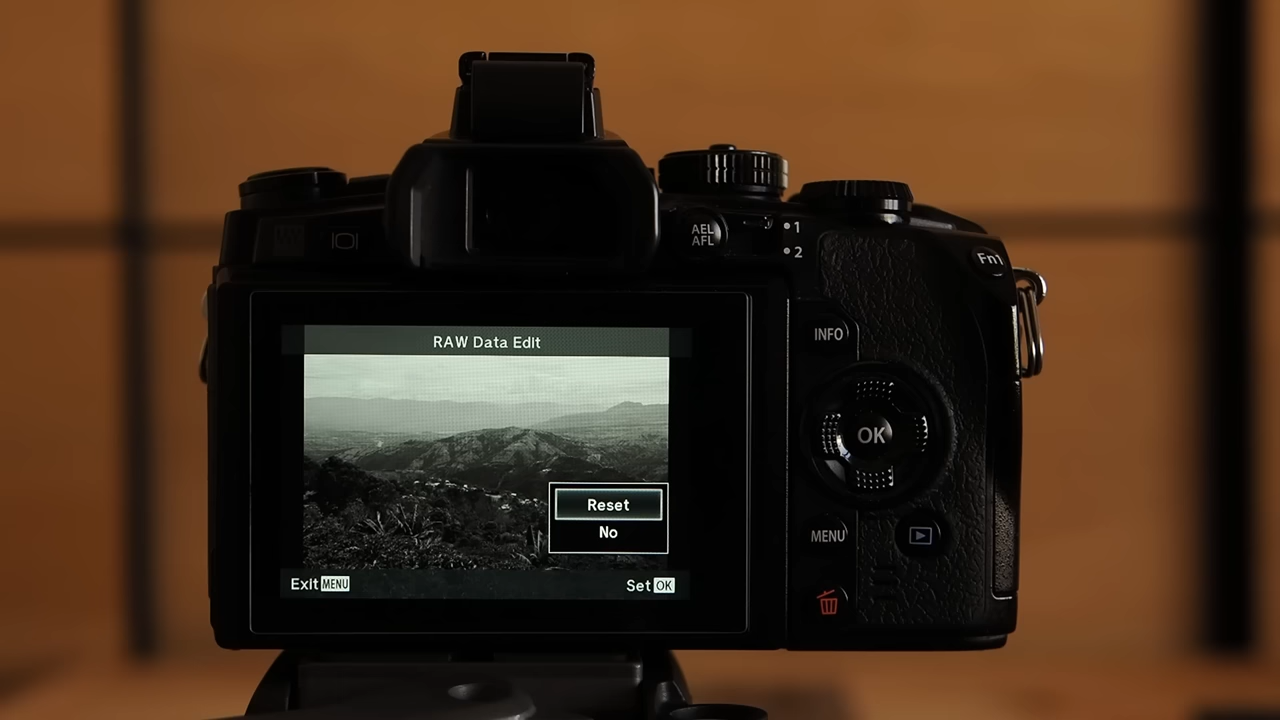 AEL
AFL
1
2
Fn1
INFO
RAW Data Edit
OK
Reset
No
MENU
Exit MENU
Set OK